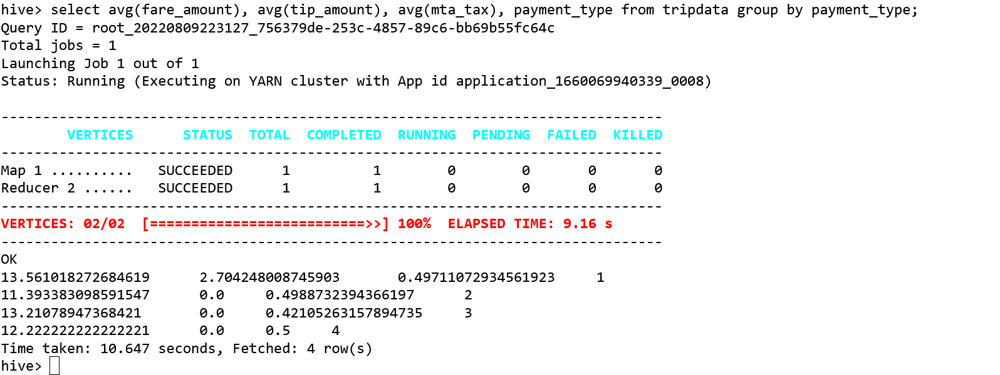 hive> select avg(fare_amount), avg(tip_amount), avg(mta_tax), payment_type from tripdata group by payment_type;
Query ID = root_20220809223127_756379de-253c-4857-89c6-bb69b55fc64c
Total jobs = 1
Launching Job 1 out of 1
Status: Running (Executing on YARN cluster with App id application_1660069940339_0008)

--------------------------------------------------------------------------------
        VERTICES      STATUS  TOTAL  COMPLETED  RUNNING  PENDING  FAILED  KILLED
--------------------------------------------------------------------------------
Map 1 ..........   SUCCEEDED      1          1        0        0       0       0
Reducer 2 ......   SUCCEEDED      1          1        0        0       0       0
--------------------------------------------------------------------------------
VERTICES: 02/02  [==========================>>] 100%  ELAPSED TIME: 9.16 s
--------------------------------------------------------------------------------
OK
13.561018272684619      2.704248008745903       0.49711072934561923     1
11.393383098591547      0.0     0.4988732394366197      2
13.21078947368421       0.0     0.42105263157894735     3
12.222222222222221      0.0     0.5     4
Time taken: 10.647 seconds, Fetched: 4 row(s)
hive>